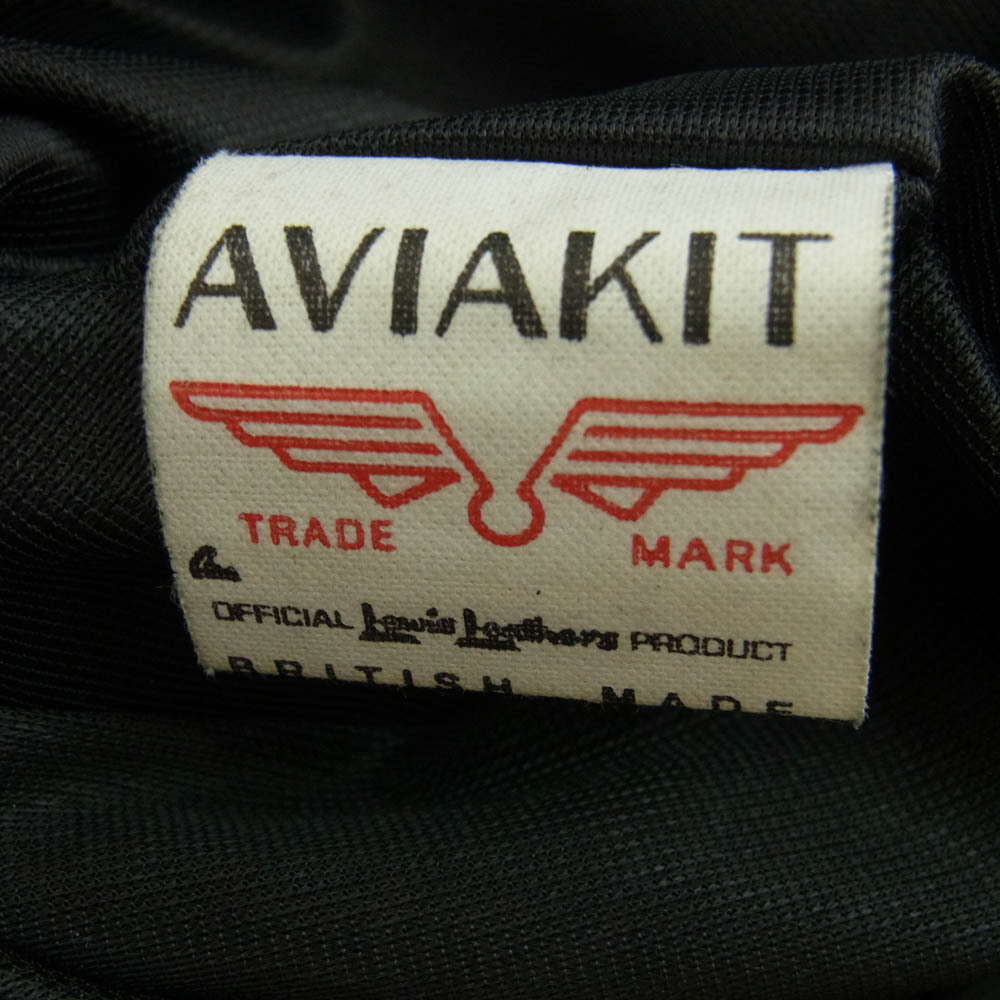 AVIAKIT
TRADE MARK
OFFICIAL Lewis Leathers PRODUCT
BRITISH MADE